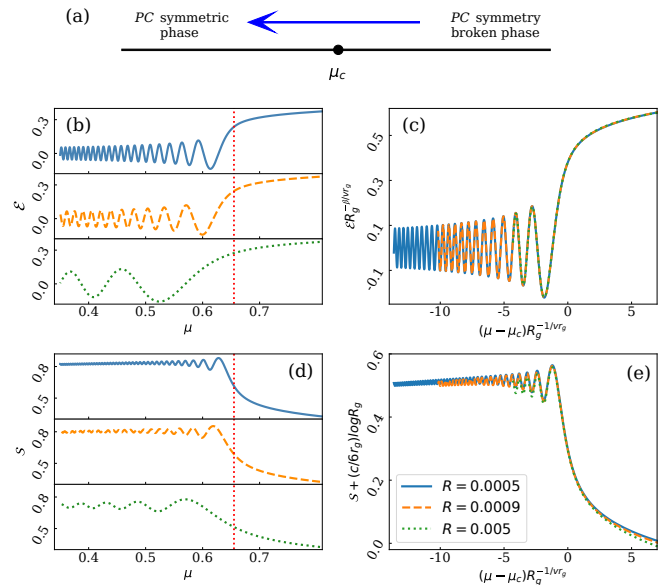 (a)
PC symmetric
phase
PC symmetry
broken phase
μc
(b)
0.3
0.0
0.3
0.0
0.3
0.0
ℰ
0.4 0.5 0.6 0.7
μ
(c)
0.5
0.1
-0.1
ℰRg^−β/νrg
-10 -5 0 5
(μ − μc)Rg^−1/νrg
(d)
0.8
0.5
0.8
0.5
0.8
0.5
S
0.4 0.5 0.6 0.7
μ
(e)
0.6
0.4
0.2
0.0
S + (c/6rg)logRg
R = 0.0005
R = 0.0009
R = 0.005
-10 -5 0 5
(μ − μc)Rg^−1/νrg